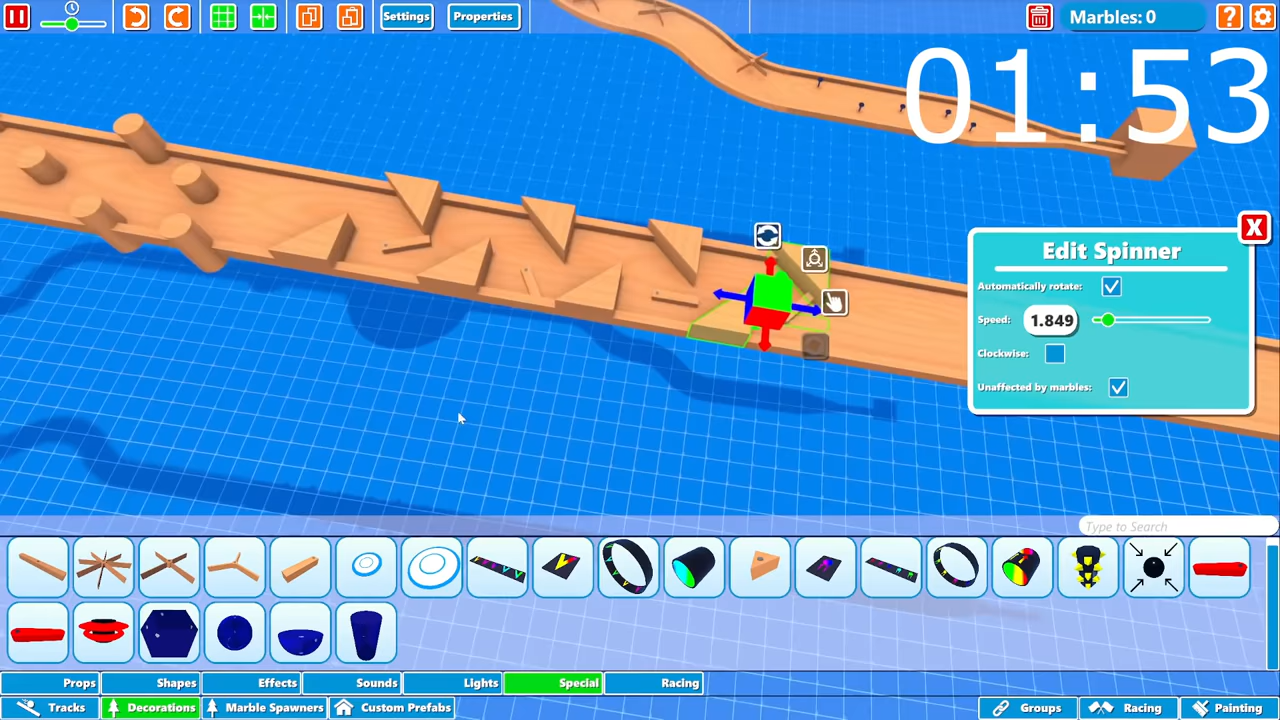 Settings
Properties
Marbles: 0
01:53
Edit Spinner
Automatically rotate:
Speed: 1.849
Clockwise:
Unaffected by marbles:
Type to Search
Props
Shapes
Effects
Sounds
Lights
Special
Racing
Tracks
Decorations
Marble Spawners
Custom Prefabs
Groups
Racing
Painting